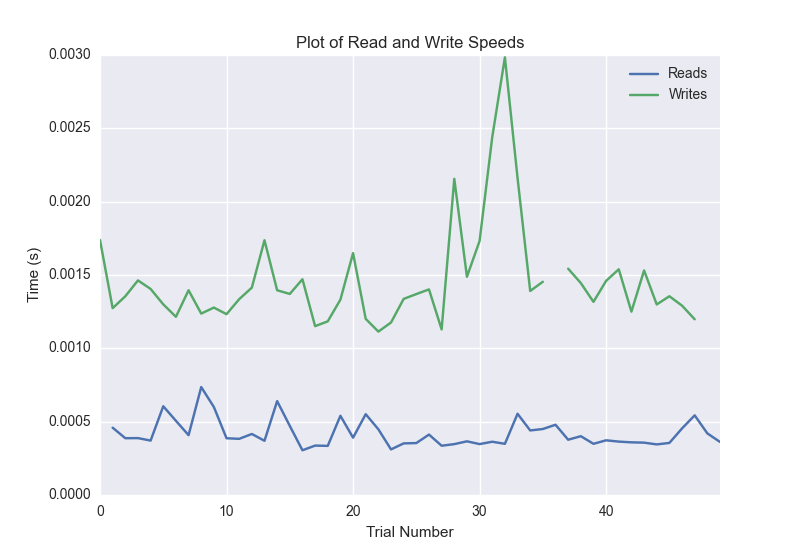 Plot of Read and Write Speeds
0.0030
Reads
Writes
0.0025
0.0020
0.0015
0.0010
0.0005
0.0000
Time (s)
0 10 20 30 40
Trial Number